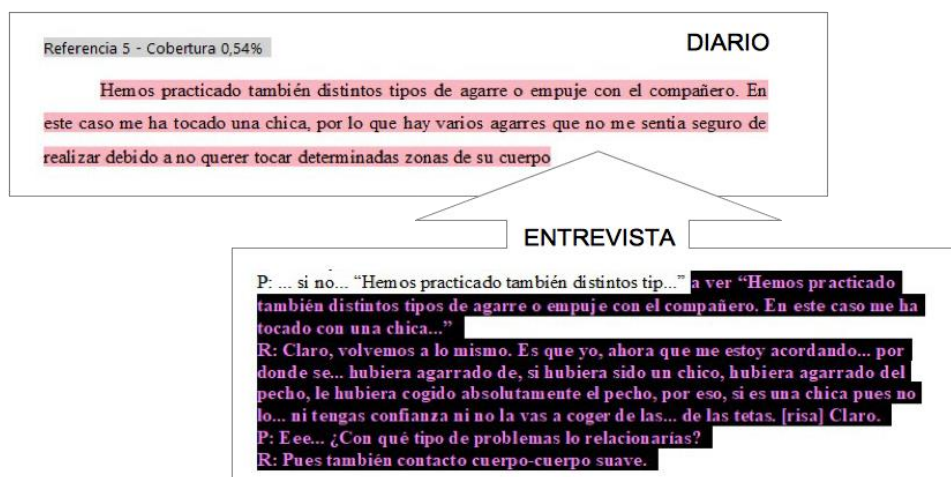 Referencia 5 - Cobertura 0,54%
DIARIO
Hemos practicado también distintos tipos de agarre o empuje con el compañero. En
este caso me ha tocado una chica, por lo que hay varios agarres que no me sentía seguro de
realizar debido a no querer tocar determinadas zonas de su cuerpo
ENTREVISTA
P: ... si no... “Hemos practicado también distintos tip...” a ver “Hemos practicado
también distintos tipos de agarre o empuje con el compañero. En este caso me ha
tocado con una chica...”
R: Claro, volvemos a lo mismo. Es que yo, ahora que me estoy acordando... por
donde se... hubiera agarrado de, si hubiera sido un chico, hubiera agarrado del
pecho, le hubiera cogido absolutamente el pecho, por eso, si es una chica pues no
lo... ni tengas confianza ni no la vas a coger de las... de las tetas. [risa] Claro.
P: Eee... ¿Con qué tipo de problemas lo relacionarías?
R: Pues también contacto cuerpo-cuerpo suave.